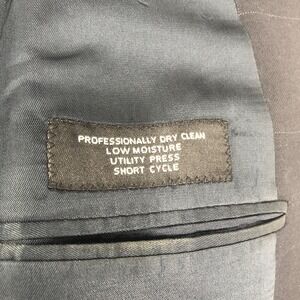 PROFESSIONALLY DRY CLEAN
LOW MOISTURE
UTILITY PRESS
SHORT CYCLE